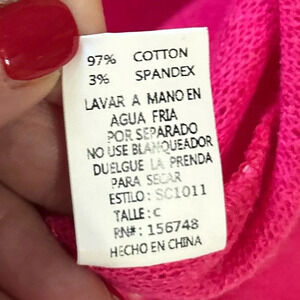 97% COTTON
3% SPANDEX
LAVAR A MANO EN
AGUA FRIA
POR SEPARADO
NO USE BLANQUEADOR
DUELGUE LA PRENDA
PARA SECAR
ESTILO: SC1011
TALLE: C
RN#: 156748
HECHO EN CHINA